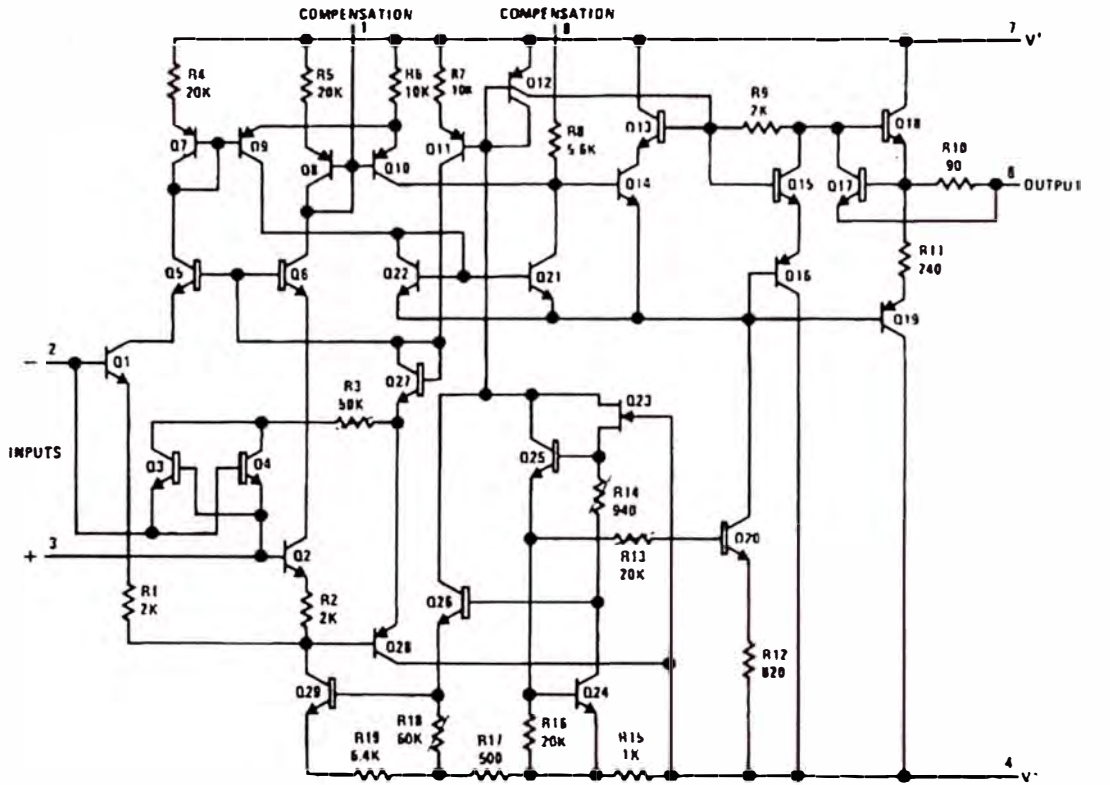 COMPENSATION COMPENSATION
1 8
7
V+
R4
20K
R5
20K
R6
10K
R7
10K
Q12
R9
2K
Q18
Q7
Q9
Q8
Q10
Q11
R8
5.6K
Q13
R10
90
Q14
Q15
Q17
6 OUTPUT
Q5
Q6
Q22
Q21
Q16
R11
240
Q19
2
−
Q1
Q27
R3
50K
Q23
INPUTS
Q3
Q4
Q25
R14
940
3
+
Q2
R13
20K
Q20
R1
2K
R2
2K
Q26
Q28
R12
820
Q29
Q24
R18
60K
R16
20K
R19
6.4K
R17
500
R15
1K
4
V-